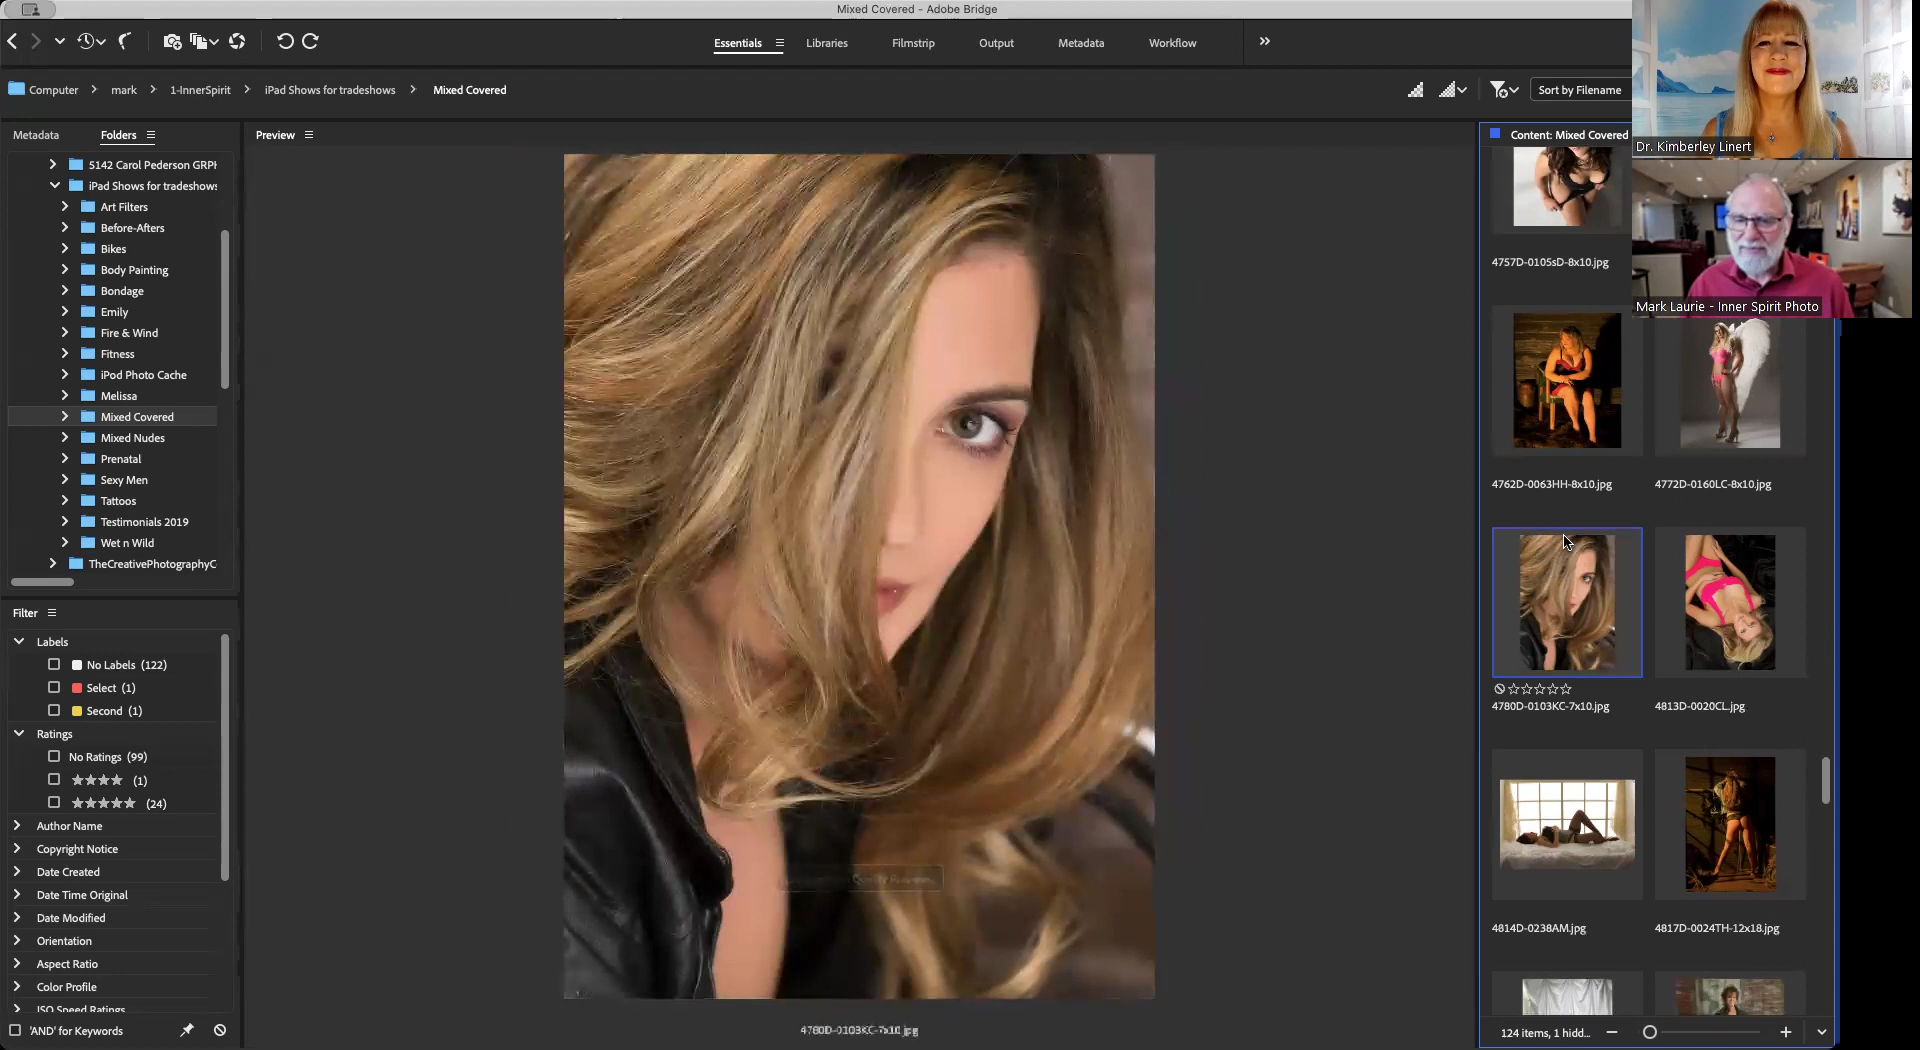 Mixed Covered - Adobe Bridge
Essentials
Libraries
Filmstrip
Output
Metadata
Workflow
Computer
mark
1-InnerSpirit
iPad Shows for tradeshows
Mixed Covered
Sort by Filename
Metadata
Folders
5142 Carol Pederson GRPH
iPad Shows for tradeshows
Art Filters
Before-Afters
Bikes
Body Painting
Bondage
Emily
Fire & Wind
Fitness
iPod Photo Cache
Melissa
Mixed Covered
Mixed Nudes
Prenatal
Sexy Men
Tattoos
Testimonials 2019
Wet n Wild
TheCreativePhotographyC
Filter
Labels
No Labels (122)
Select (1)
Second (1)
Ratings
No Ratings (99)
★★★★ (1)
★★★★★ (24)
Author Name
Copyright Notice
Date Created
Date Time Original
Date Modified
Orientation
Aspect Ratio
Color Profile
ISO Speed Ratings
'AND' for Keywords
Preview
4780D-0103KC-7x10.jpg
Content: Mixed Covered
4757D-0105sD-8x10.jpg
4762D-0063HH-8x10.jpg
4772D-0160LC-8x10.jpg
4780D-0103KC-7x10.jpg
4813D-0020CL.jpg
4814D-0238AM.jpg
4817D-0024TH-12x18.jpg
124 items, 1 hidd...
Dr. Kimberley Linert
Mark Laurie - Inner Spirit Photo